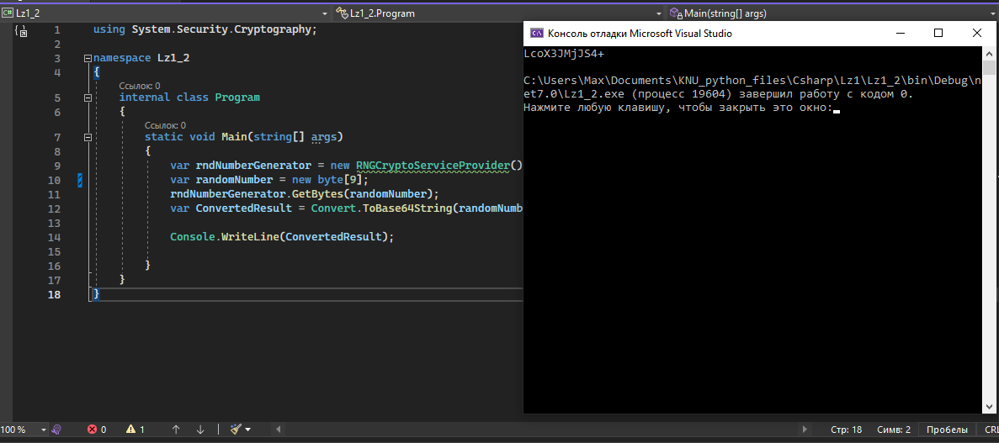 Lz1_2
Lz1_2.Program
Main(string[] args)
1 using System.Security.Cryptography;
2
3 namespace Lz1_2
4 {
Ссылок: 0
5 internal class Program
6 {
Ссылок: 0
7 static void Main(string[] args)
8 {
9 var rndNumberGenerator = new RNGCryptoServiceProvider()
10 var randomNumber = new byte[9];
11 rndNumberGenerator.GetBytes(randomNumber);
12 var ConvertedResult = Convert.ToBase64String(randomNumb
13
14 Console.WriteLine(ConvertedResult);
15
16 }
17 }
18 }
Консоль отладки Microsoft Visual Studio
LcoX3JMjJS4+
C:\Users\Max\Documents\KNU_python_files\Csharp\Lz1\Lz1_2\bin\Debug\n
et7.0\Lz1_2.exe (процесс 19604) завершил работу с кодом 0.
Нажмите любую клавишу, чтобы закрыть это окно:
100 % 0 1 Стр: 18 Симв: 2 Пробелы CRL